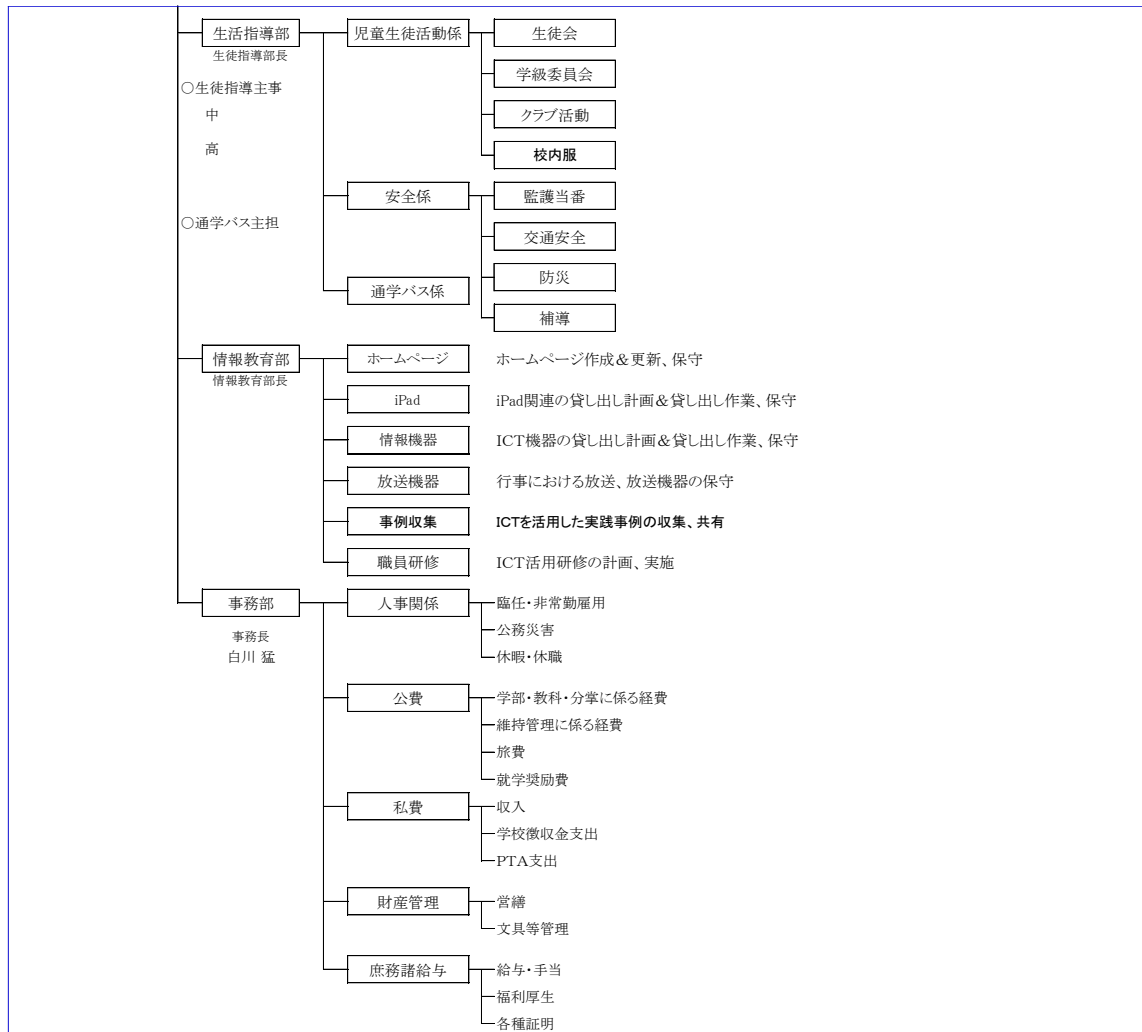 生活指導部 児童生徒活動係 生徒会
生徒指導部長
学級委員会
○生徒指導主事
中 クラブ活動
高 校内服
安全係 監護当番
○通学バス主担
交通安全
防災
通学バス係
補導
情報教育部 ホームページ ホームページ作成&更新、保守
情報教育部長
iPad iPad関連の貸し出し計画&貸し出し作業、保守
情報機器 ICT機器の貸し出し計画&貸し出し作業、保守
放送機器 行事における放送、放送機器の保守
事例収集 ICTを活用した実践事例の収集、共有
職員研修 ICT活用研修の計画、実施
事務部 人事関係 臨任・非常勤雇用
事務長 公務災害
白川 猛 休暇・休職
公費 学部・教科・分掌に係る経費
維持管理に係る経費
旅費
就学奨励費
私費 収入
学校徴収金支出
PTA支出
財産管理 営繕
文具等管理
庶務諸給与 給与・手当
福利厚生
各種証明